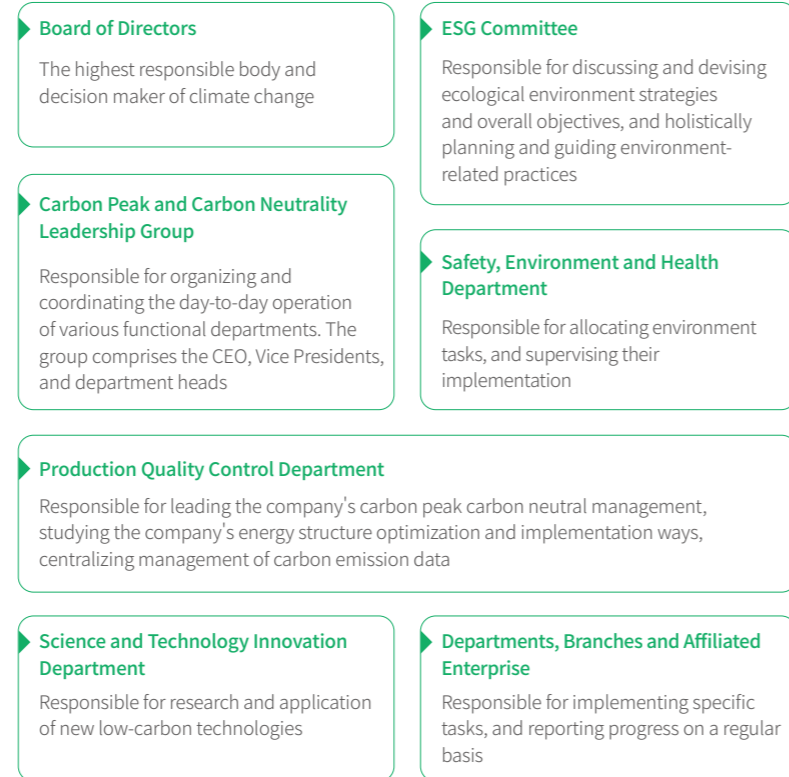 Board of Directors
The highest responsible body and
decision maker of climate change
ESG Committee
Responsible for discussing and devising
ecological environment strategies
and overall objectives, and holistically
planning and guiding environment-
related practices
Carbon Peak and Carbon Neutrality
Leadership Group
Responsible for organizing and
coordinating the day-to-day operation
of various functional departments. The
group comprises the CEO, Vice Presidents,
and department heads
Safety, Environment and Health
Department
Responsible for allocating environment
tasks, and supervising their
implementation
Production Quality Control Department
Responsible for leading the company's carbon peak carbon neutral management,
studying the company's energy structure optimization and implementation ways,
centralizing management of carbon emission data
Science and Technology Innovation
Department
Responsible for research and application
of new low-carbon technologies
Departments, Branches and Affiliated
Enterprise
Responsible for implementing specific
tasks, and reporting progress on a regular
basis